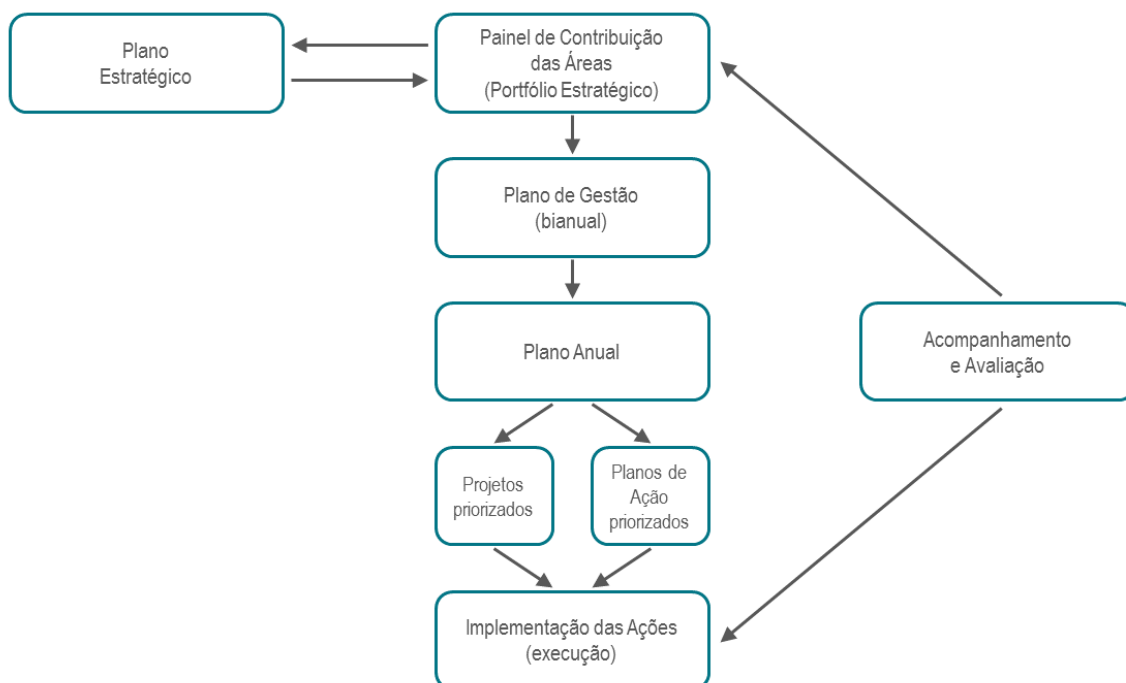 Plano
Estratégico
Painel de Contribuição
das Áreas
(Portfólio Estratégico)
Plano de Gestão
(bianual)
Plano Anual
Acompanhamento
e Avaliação
Projetos
priorizados
Planos de
Ação
priorizados
Implementação das Ações
(execução)